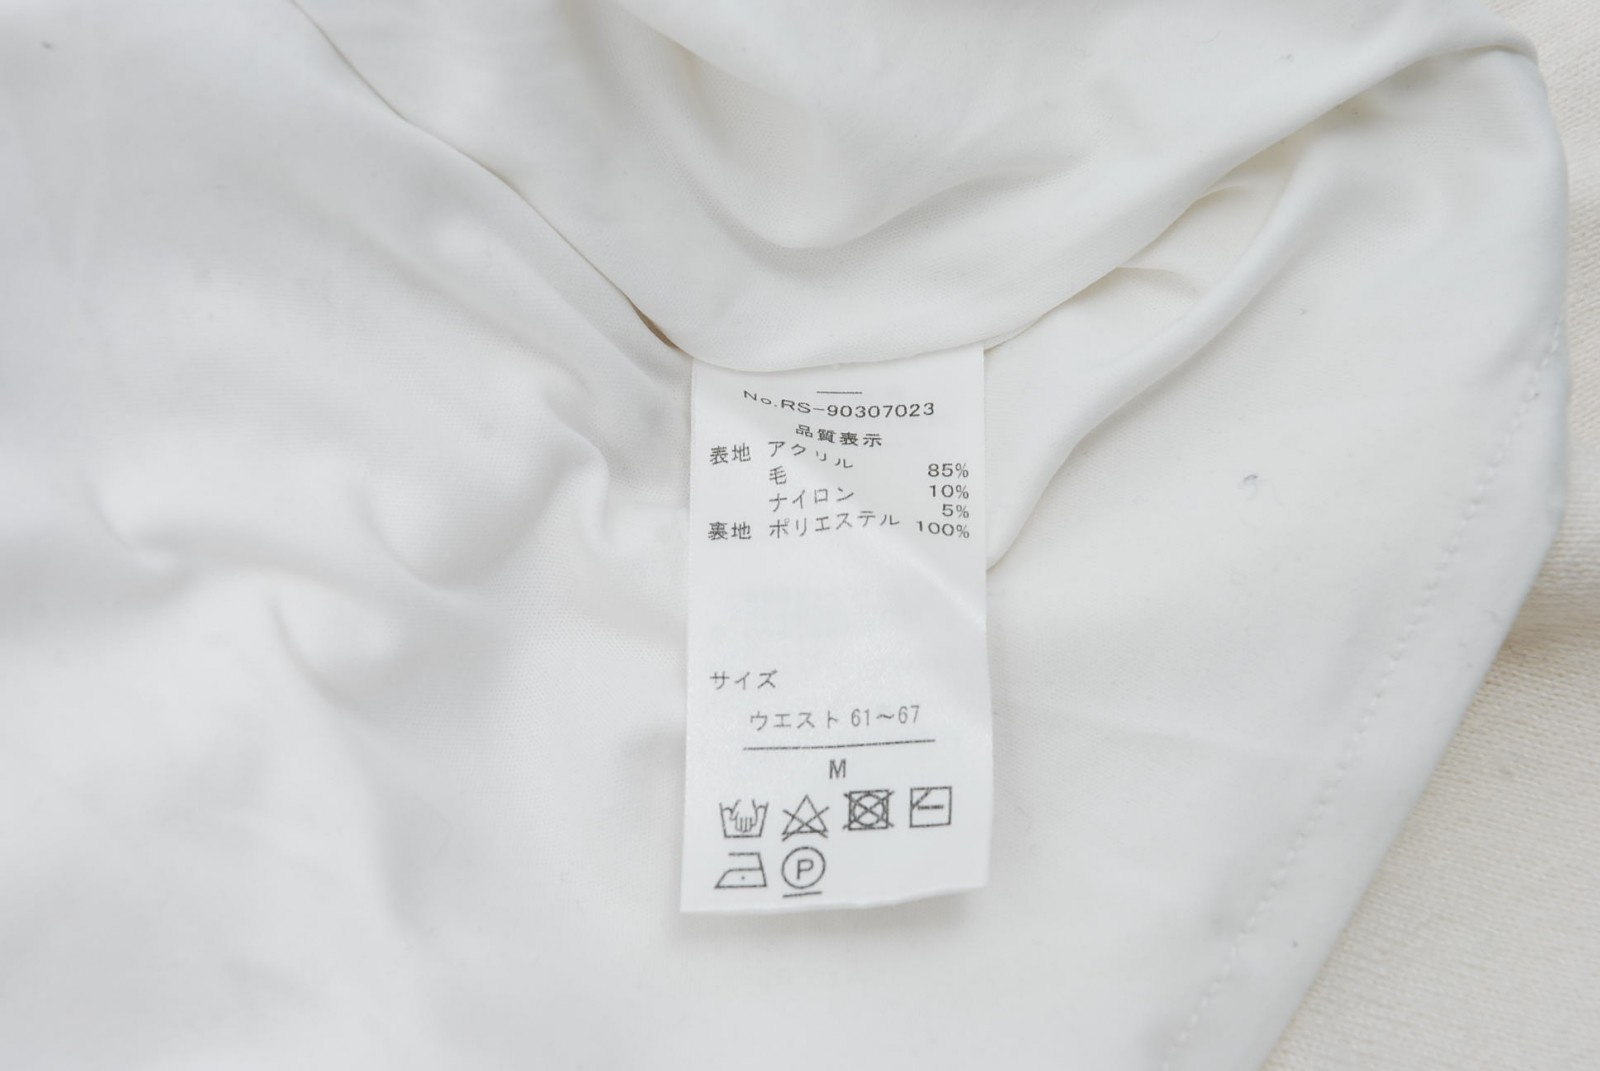 No.RS-90307023
品質表示
表地 アクリル 85%
毛 10%
ナイロン 5%
裏地 ポリエステル 100%
サイズ
ウエスト 61～67
M
P